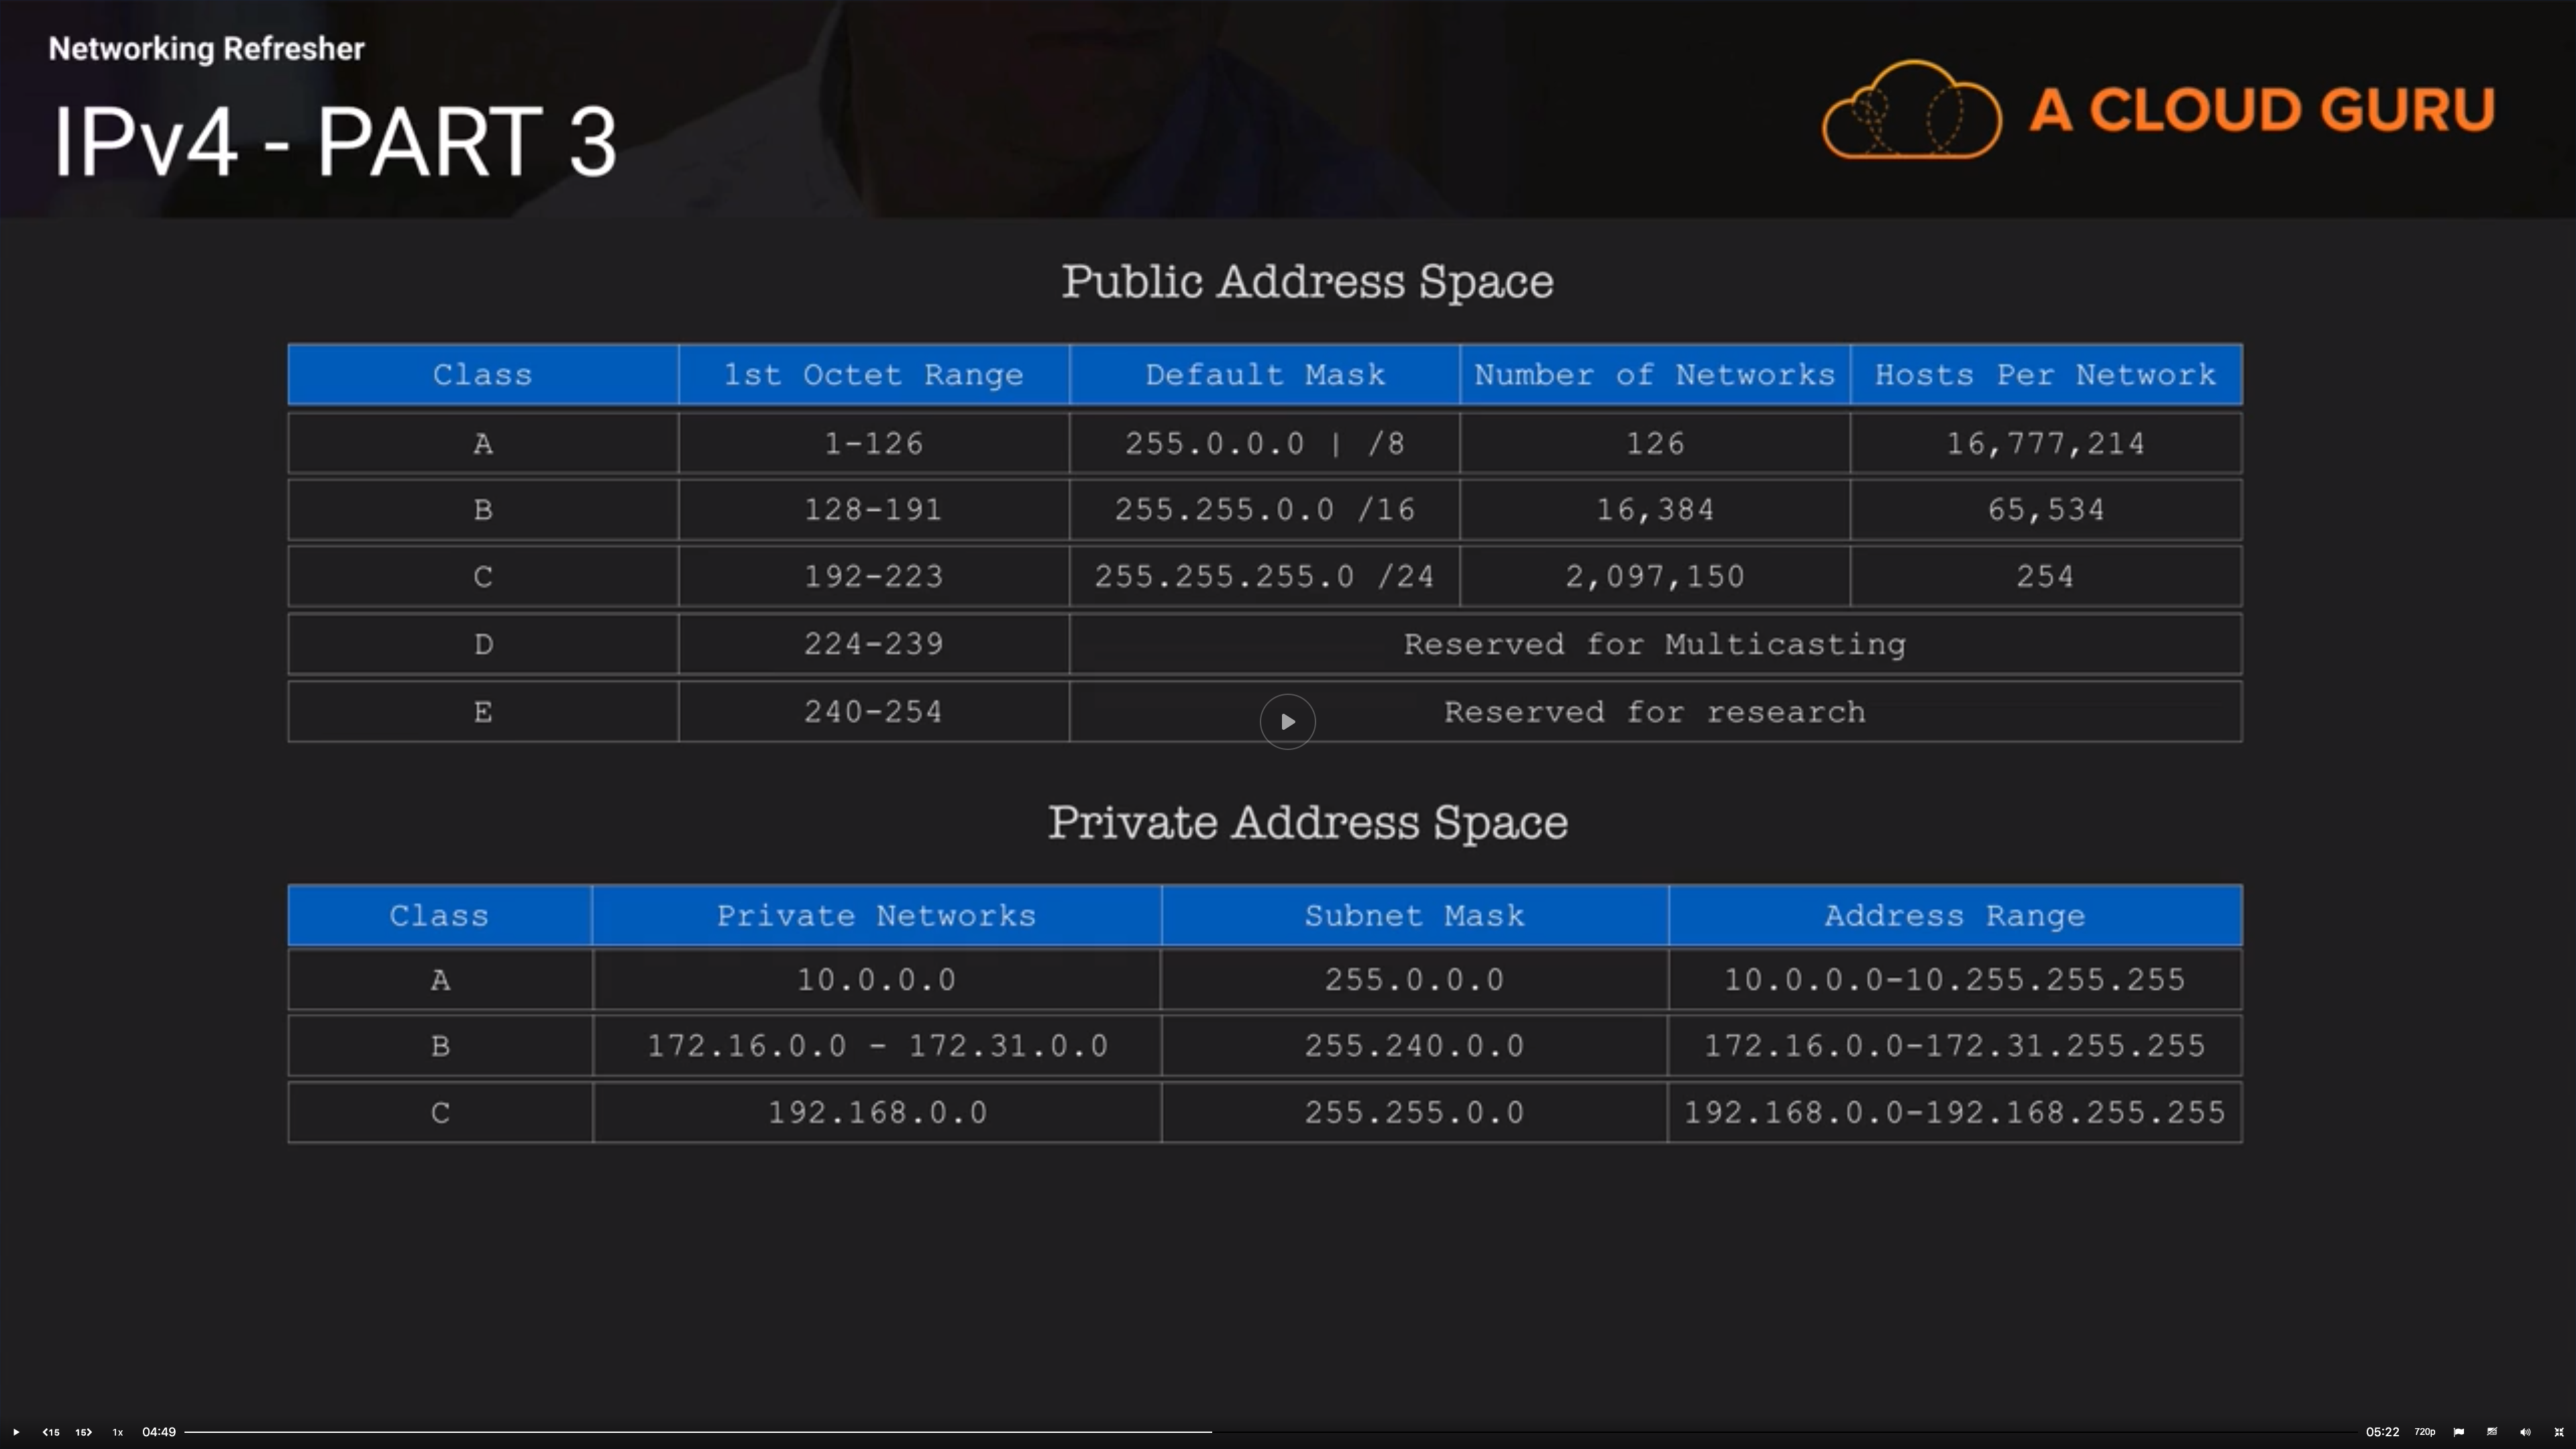 Networking Refresher
IPv4 - PART 3
A CLOUD GURU
Public Address Space
Class 1st Octet Range Default Mask Number of Networks Hosts Per Network
A 1-126 255.0.0.0 | /8 126 16,777,214
B 128-191 255.255.0.0 /16 16,384 65,534
C 192-223 255.255.255.0 /24 2,097,150 254
D 224-239 Reserved for Multicasting
E 240-254 Reserved for research
Private Address Space
Class Private Networks Subnet Mask Address Range
A 10.0.0.0 255.0.0.0 10.0.0.0-10.255.255.255
B 172.16.0.0 - 172.31.0.0 255.240.0.0 172.16.0.0-172.31.255.255
C 192.168.0.0 255.255.0.0 192.168.0.0-192.168.255.255
<15 15> 1x 04:49 05:22 720p